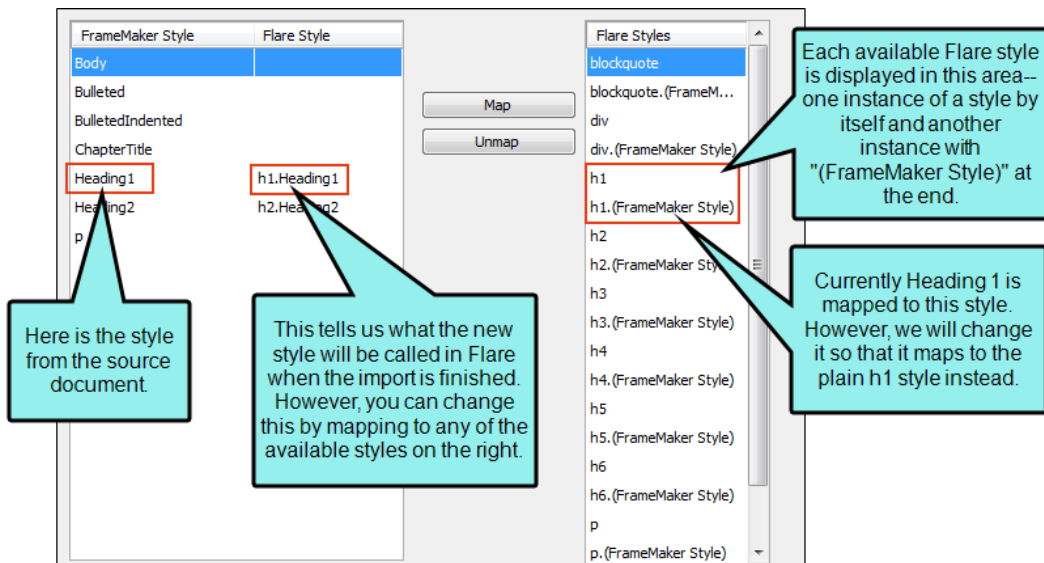 FrameMaker Style Flare Style
Body
Bulleted
BulletedIndented
ChapterTitle
Heading1 h1.Heading1
Heading2 h2.Heading2
p
Map
Unmap
Flare Styles
blockquote
blockquote.(FrameM...
div
div.(FrameMaker Style)
h1
h1.(FrameMaker Style)
h2
h2.(FrameMaker Sty
h3
h3.(FrameMaker Style)
h4
h4.(FrameMaker Style)
h5
h5.(FrameMaker Style)
h6
h6.(FrameMaker Style)
p
p.(FrameMaker Style)
Here is the style
from the source
document.
This tells us what the new
style will be called in Flare
when the import is finished.
However, you can change
this by mapping to any of the
available styles on the right.
Each available Flare style
is displayed in this area--
one instance of a style by
itself and another
instance with
"(FrameMaker Style)" at
the end.
Currently Heading 1 is
mapped to this style.
However, we will change
it so that it maps to the
plain h1 style instead.